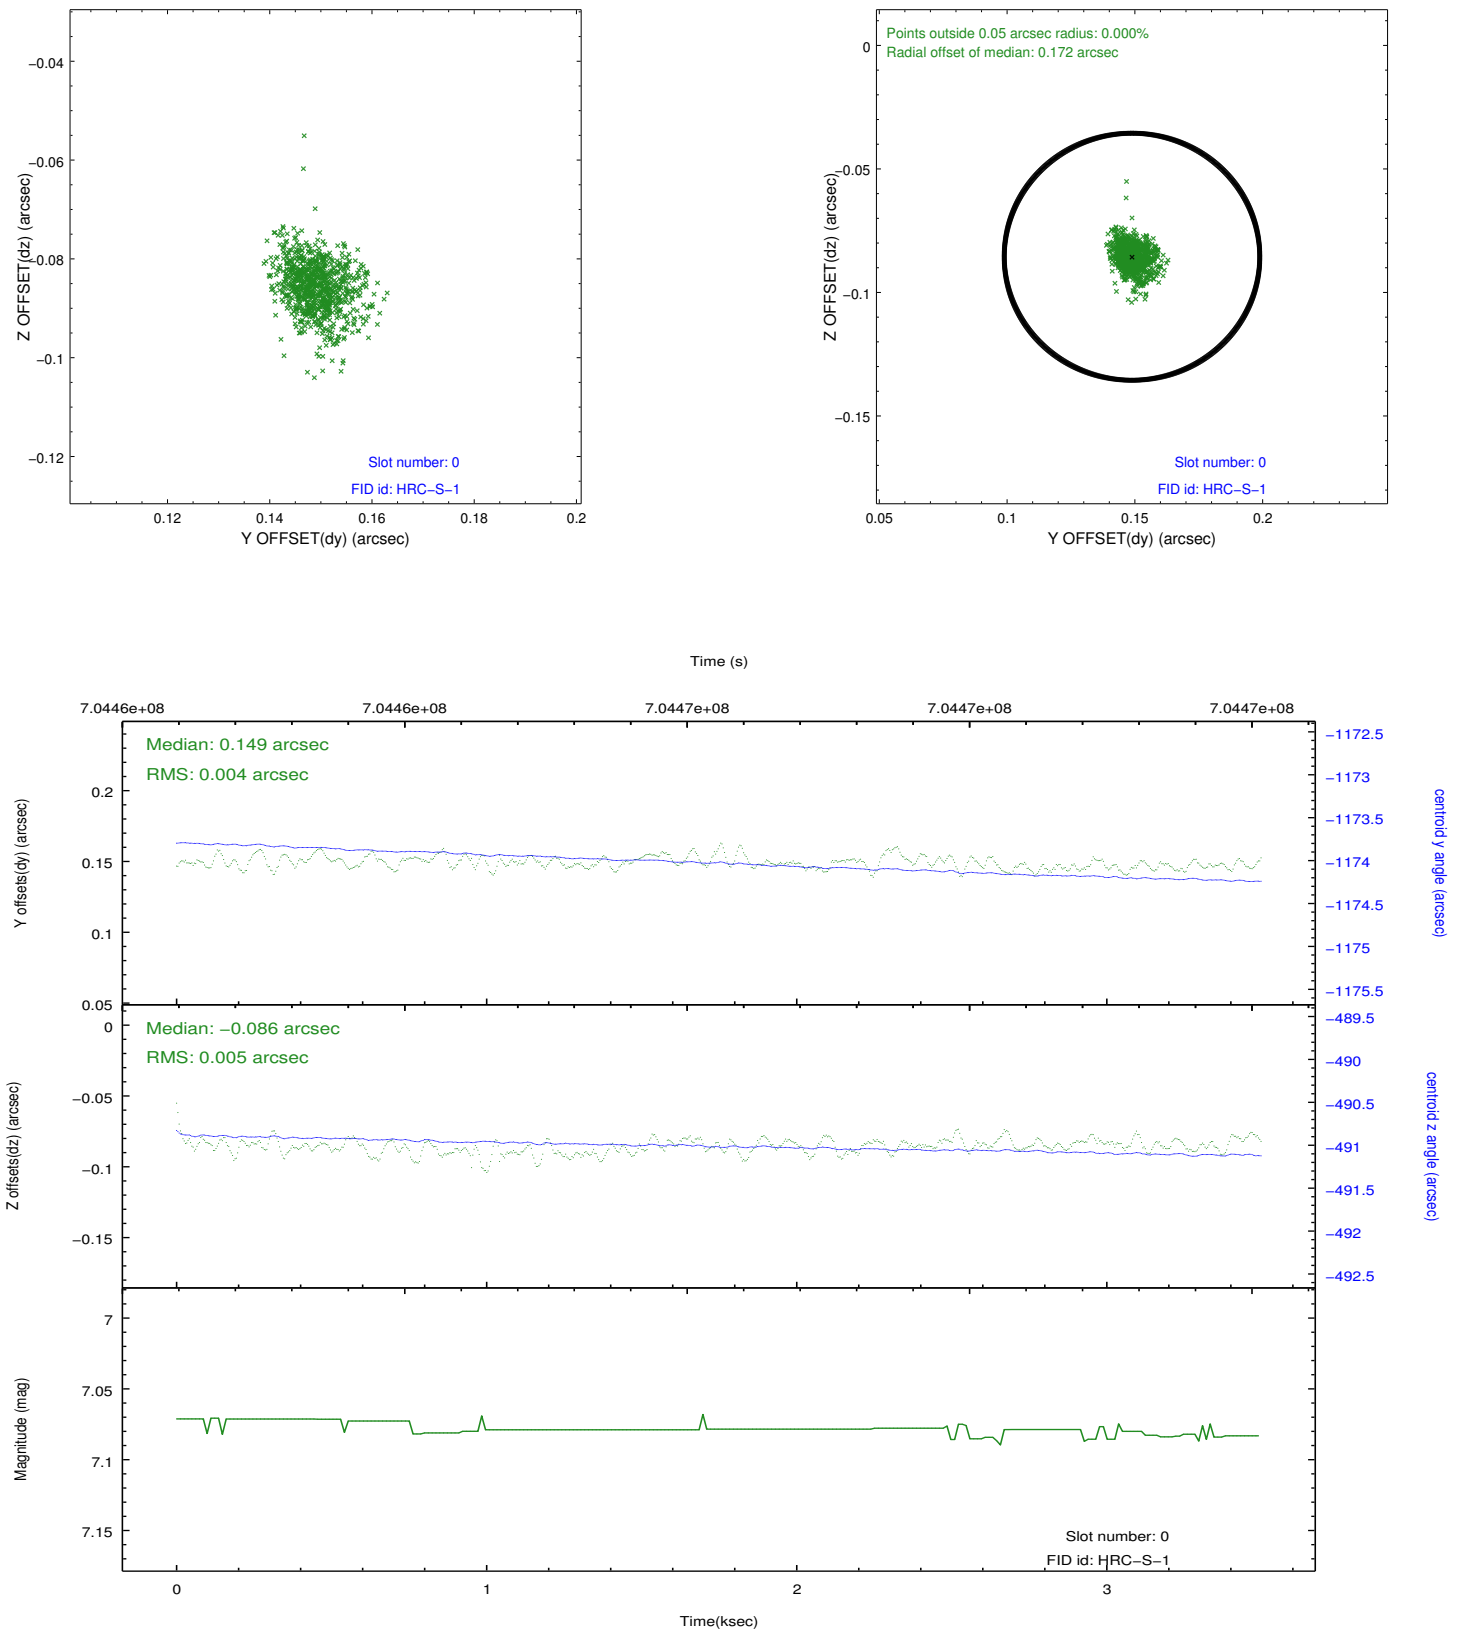 −0.04
−0.06
−0.08
−0.1
−0.12
Z OFFSET(dz) (arcsec)
Slot number: 0
FID id: HRC−S−1
0.12 0.14 0.16 0.18 0.2
Y OFFSET(dy) (arcsec)
Points outside 0.05 arcsec radius: 0.000%
Radial offset of median: 0.172 arcsec
0
−0.05
−0.1
−0.15
Z OFFSET(dz) (arcsec)
Slot number: 0
FID id: HRC−S−1
0.05 0.1 0.15 0.2
Y OFFSET(dy) (arcsec)
Time (s)
7.0446e+08 7.0446e+08 7.0447e+08 7.0447e+08 7.0447e+08
Median: 0.149 arcsec
RMS: 0.004 arcsec
0.2
0.15
0.1
0.05
Y offsets(dy) (arcsec)
−1172.5
−1173
−1173.5
−1174
−1174.5
−1175
−1175.5
centroid y angle (arcsec)
Median: −0.086 arcsec
RMS: 0.005 arcsec
0
−0.05
−0.1
−0.15
Z offsets(dz) (arcsec)
−489.5
−490
−490.5
−491
−491.5
−492
−492.5
centroid z angle (arcsec)
7
7.05
7.1
7.15
Magnitude (mag)
Slot number: 0
FID id: HRC−S−1
0 1 2 3
Time(ksec)